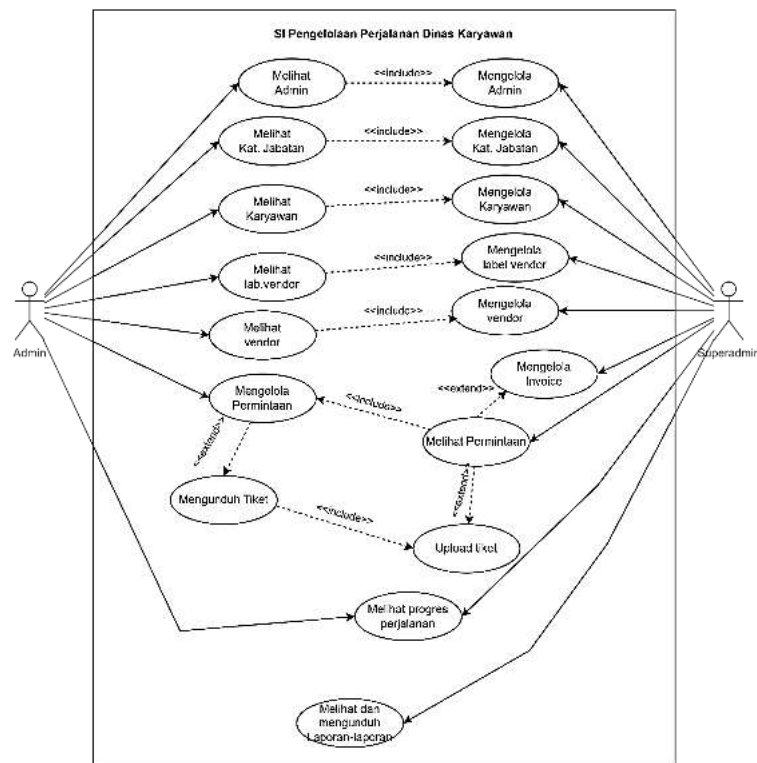 SI Pengelolaan Perjalanan Dinas Karyawan
Melihat
Admin
<<include>>
Mengelola
Admin
Melihat
Kat. Jabatan
<<include>>
Mengelola
Kat. Jabatan
Melihat
Karyawan
<<include>>
Mengelola
Karyawan
Melihat
lab.vendor
<<include>>
Mengelola
label vendor
Melihat
vendor
<<include>>
Mengelola
vendor
Admin
Superadmin
Mengelola
Permintaan
<<include>>
<<extend>>
Mengelola
Invoice
Melihat Permintaan
<<extend>>
Mengunduh Tiket
<<include>>
<<extend>>
Upload tiket
Melihat progres
perjalanan
Melihat dan
mengunduh
Laporan-laporan